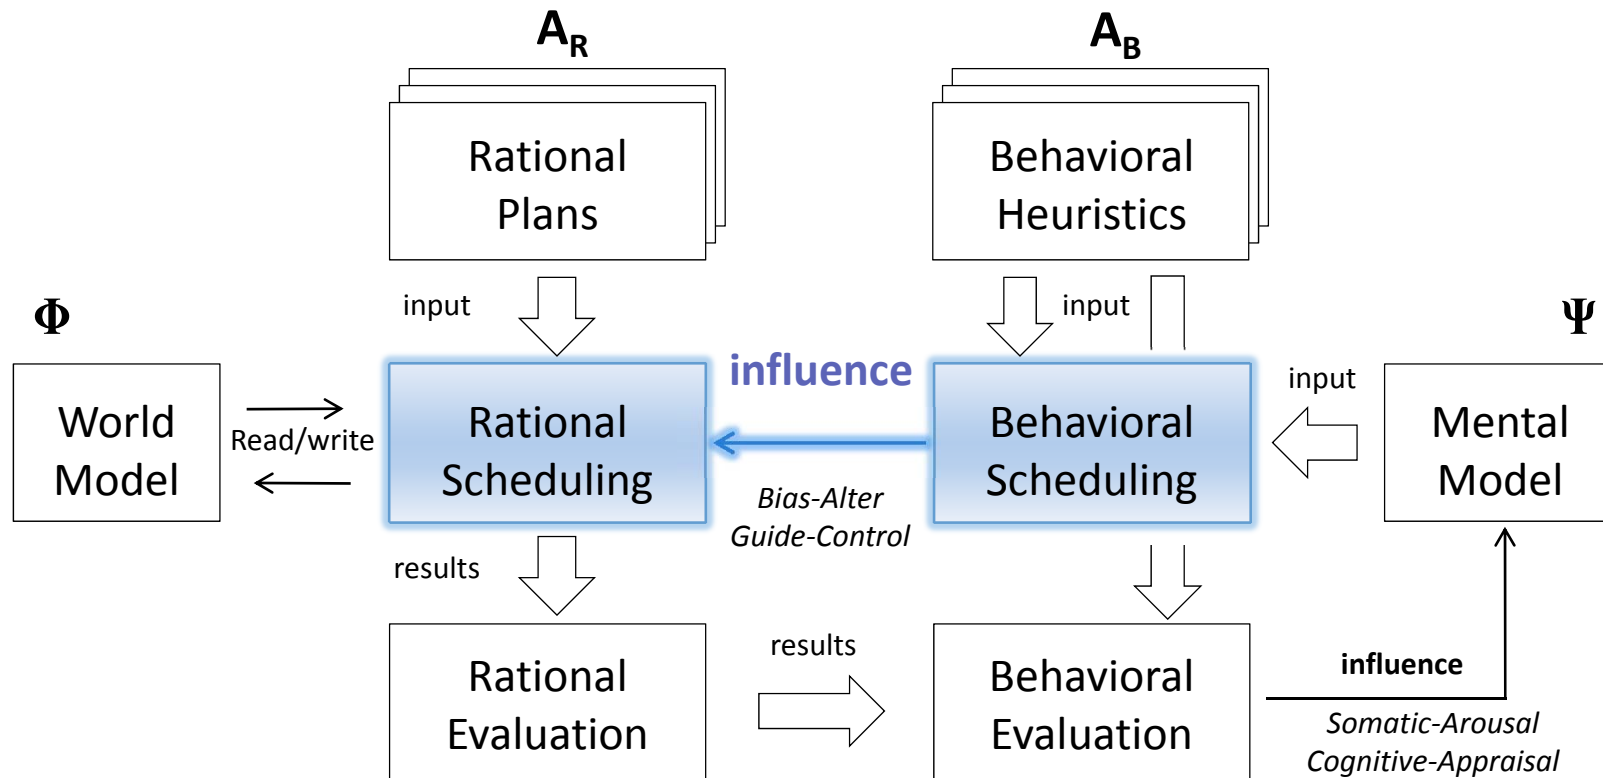 A_R
A_B
Rational
Plans
Behavioral
Heuristics
input
input
Φ
Ψ
influence
input
World
Model
Read/write
Rational
Scheduling
Behavioral
Scheduling
Mental
Model
Bias-Alter
Guide-Control
results
results
Rational
Evaluation
Behavioral
Evaluation
influence
Somatic-Arousal
Cognitive-Appraisal